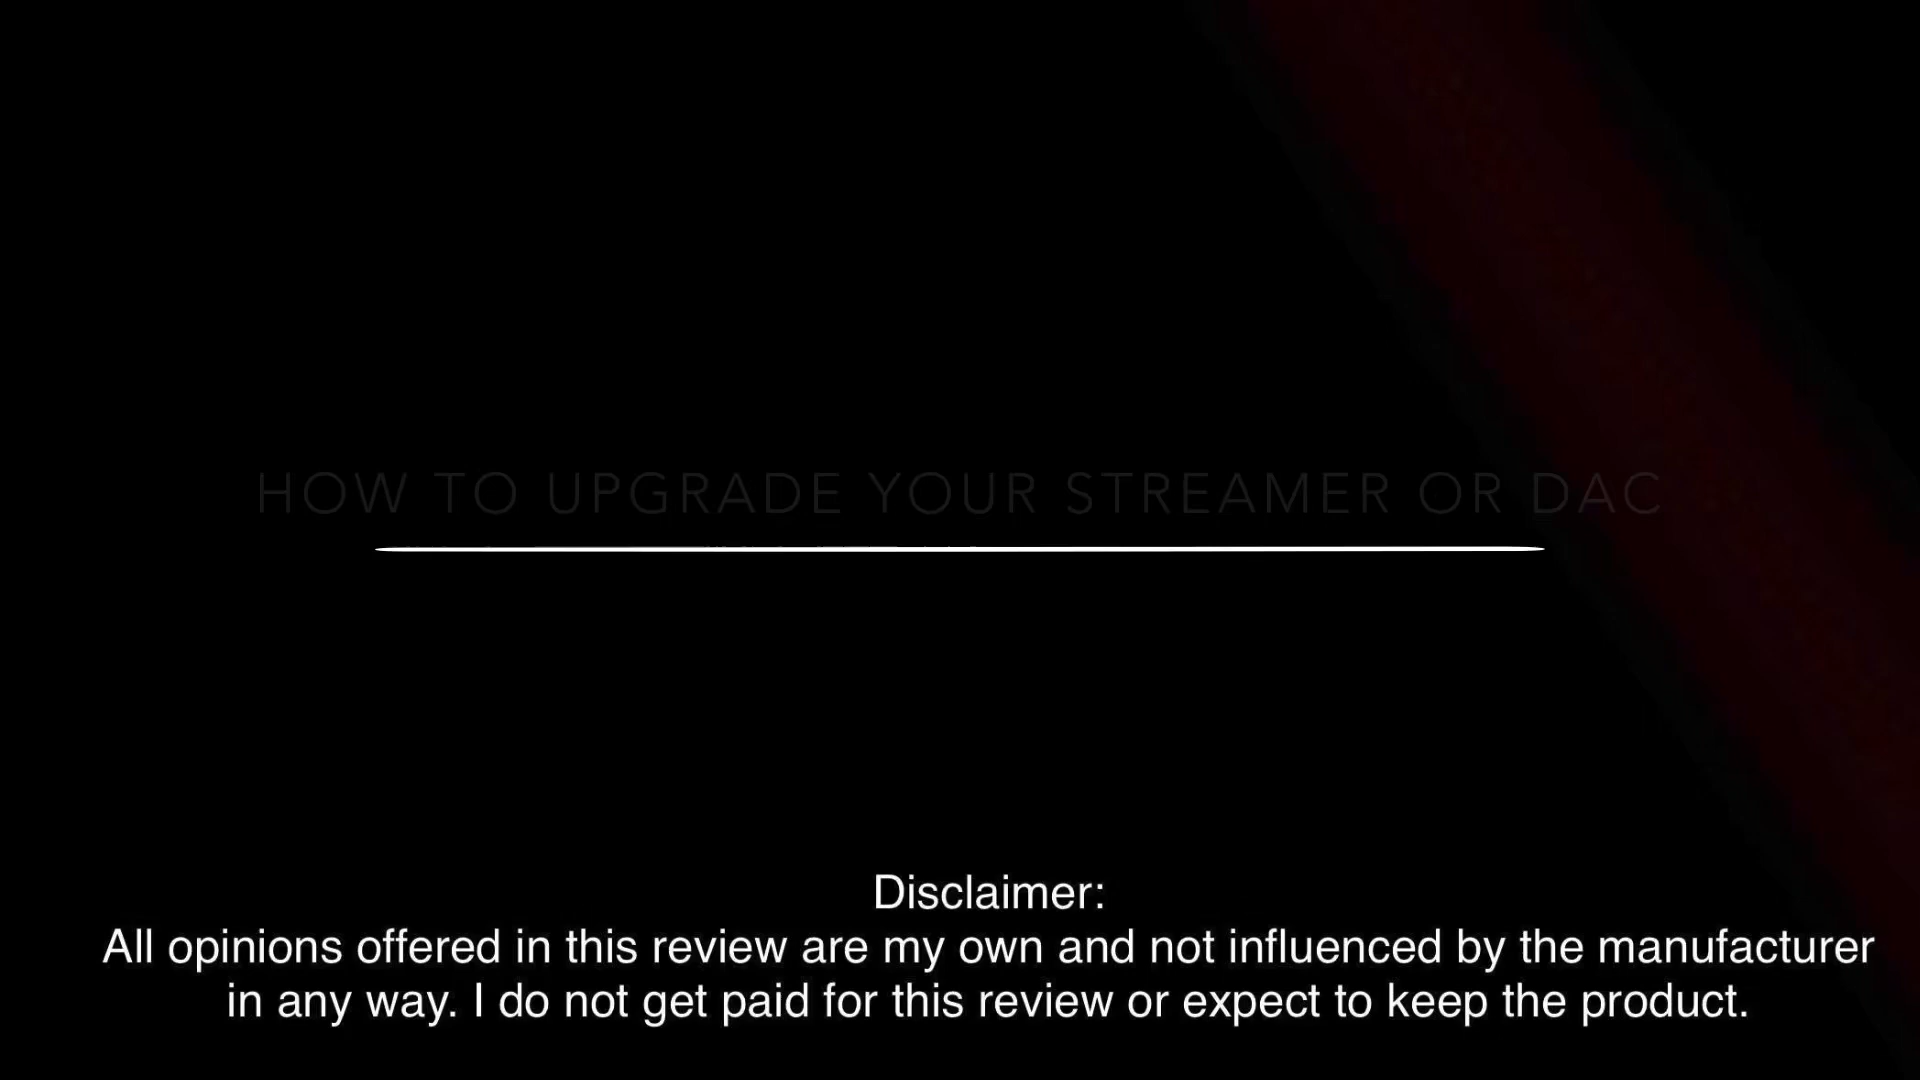 HOW TO UPGRADE YOUR STREAMER OR DAC
Disclaimer:
All opinions offered in this review are my own and not influenced by the manufacturer
in any way. I do not get paid for this review or expect to keep the product.